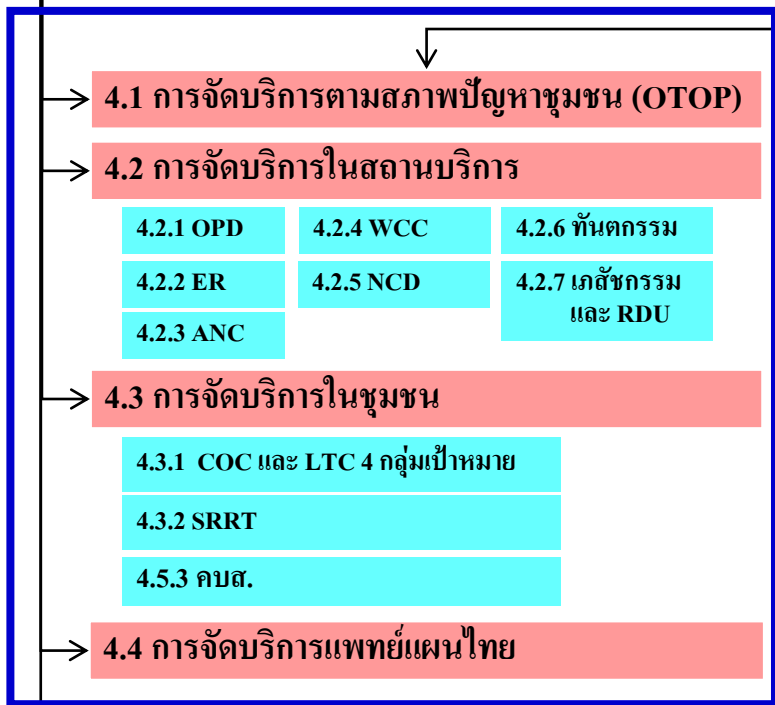 4.1 การจัดบริการตามสภาพปัญหาชุมชน (OTOP)
4.2 การจัดบริการในสถานบริการ
4.2.1 OPD
4.2.2 ER
4.2.3 ANC
4.2.4 WCC
4.2.5 NCD
4.2.6 ทันตกรรม
4.2.7 เภสัชกรรม
และ RDU
4.3 การจัดบริการในชุมชน
4.3.1 COC และ LTC 4 กลุ่มเป้าหมาย
4.3.2 SRRT
4.5.3 คบส.
4.4 การจัดบริการแพทย์แผนไทย